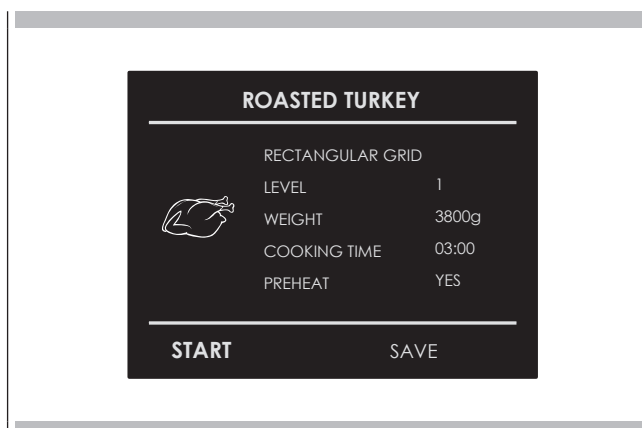 ROASTED TURKEY
RECTANGULAR GRID
LEVEL 1
WEIGHT 3800g
COOKING TIME 03:00
PREHEAT YES
START SAVE